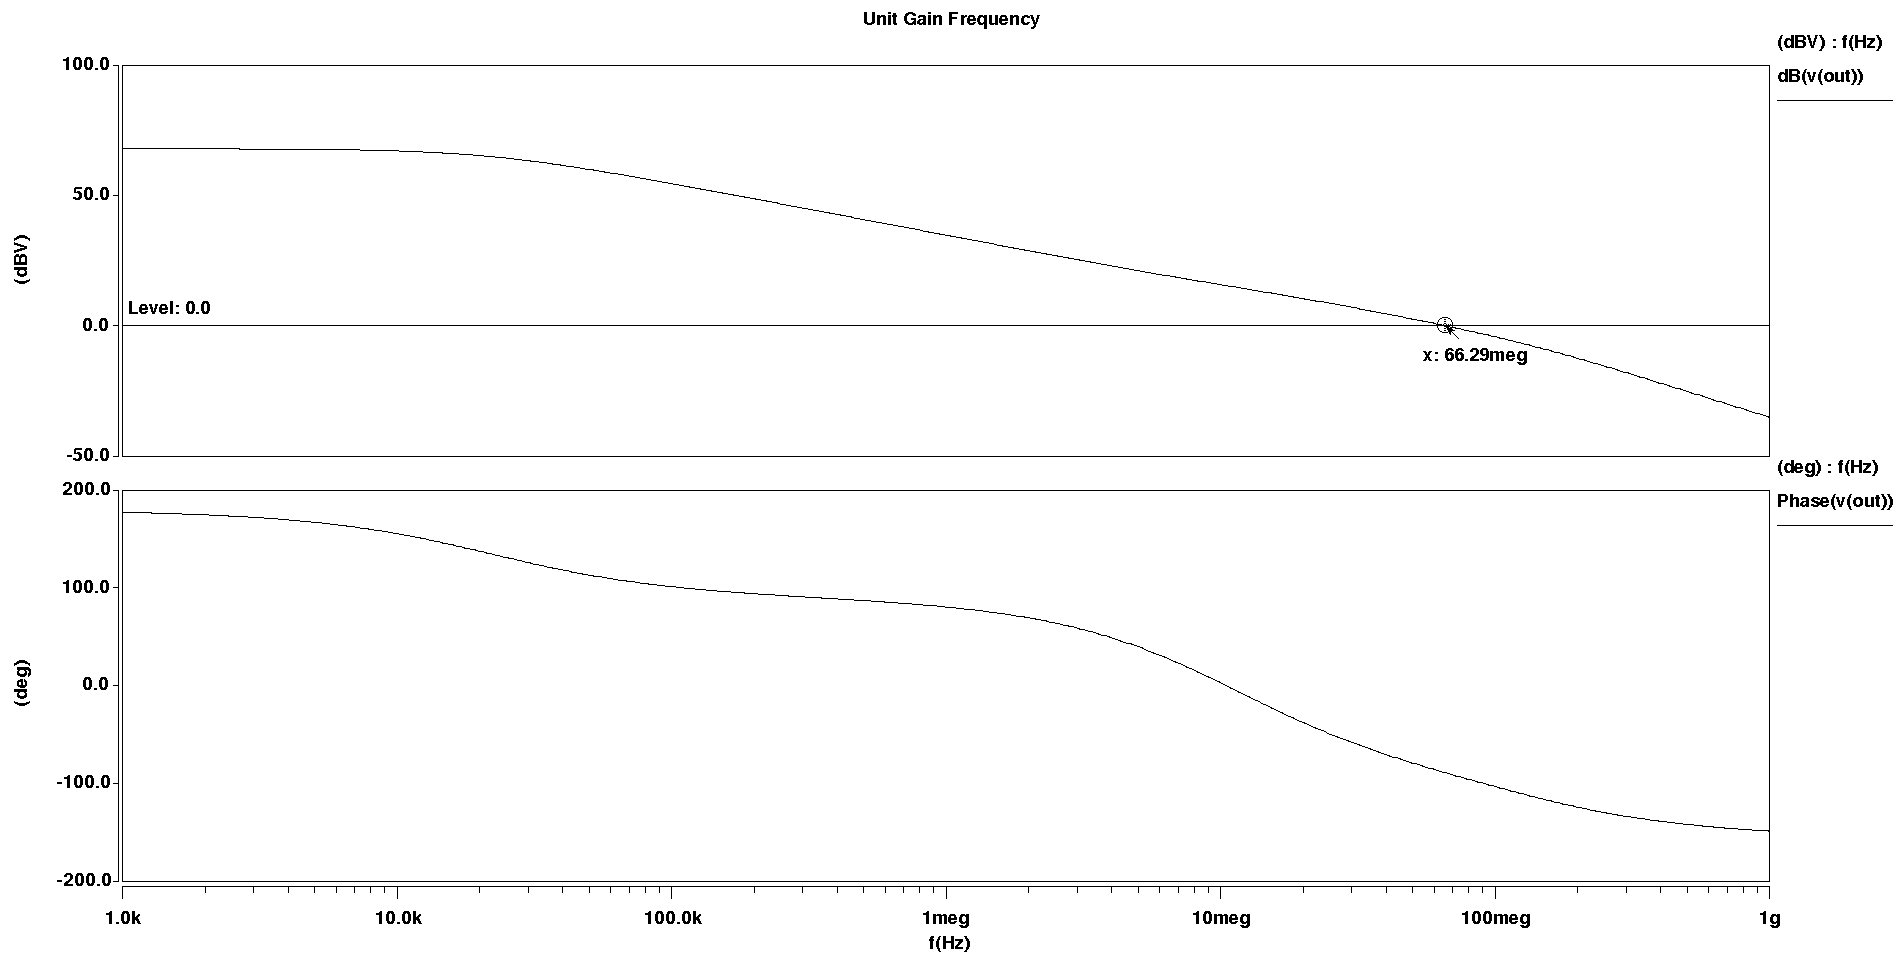 Unit Gain Frequency
(dBV) : f(Hz)
dB(v(out))
100.0
50.0
0.0
-50.0
(dBV)
Level: 0.0
x: 66.29meg
(deg) : f(Hz)
Phase(v(out))
200.0
100.0
0.0
-100.0
-200.0
(deg)
1.0k 10.0k 100.0k 1meg 10meg 100meg 1g
f(Hz)